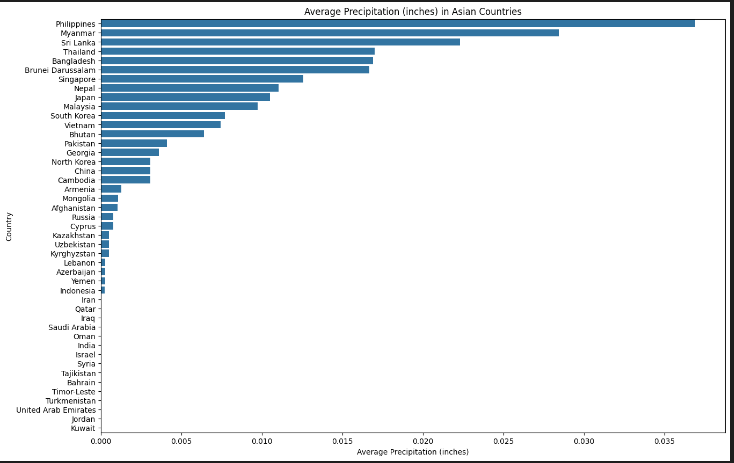 Average Precipitation (inches) in Asian Countries
Country
Philippines
Myanmar
Sri Lanka
Thailand
Bangladesh
Brunei Darussalam
Singapore
Nepal
Japan
Malaysia
South Korea
Vietnam
Bhutan
Pakistan
Georgia
North Korea
China
Cambodia
Armenia
Mongolia
Afghanistan
Russia
Cyprus
Kazakhstan
Uzbekistan
Kyrghyzstan
Lebanon
Azerbaijan
Yemen
Indonesia
Iran
Qatar
Iraq
Saudi Arabia
Oman
India
Israel
Syria
Tajikistan
Bahrain
Timor-Leste
Turkmenistan
United Arab Emirates
Jordan
Kuwait
0.000 0.005 0.010 0.015 0.020 0.025 0.030 0.035
Average Precipitation (inches)